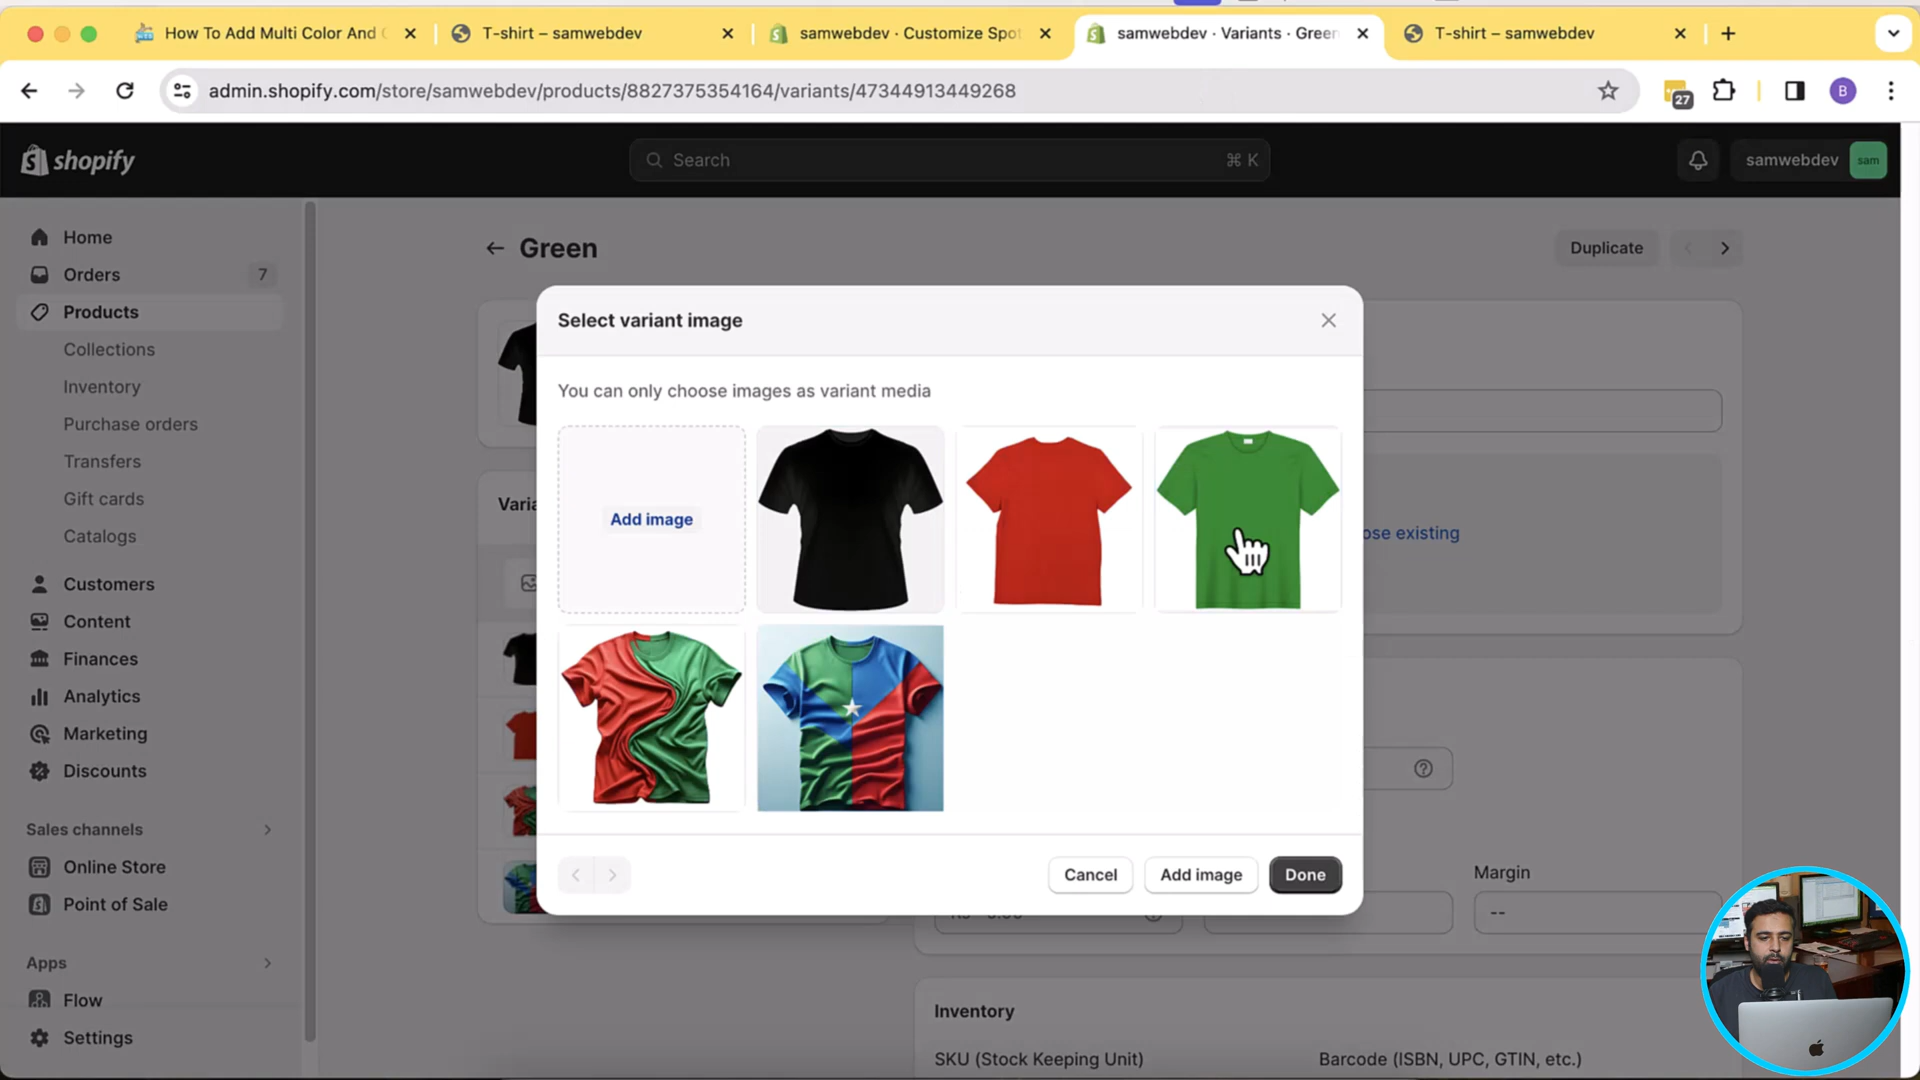 How To Add Multi Color And
T-shirt – samwebdev
samwebdev · Customize Spot
samwebdev · Variants · Green
T-shirt – samwebdev
admin.shopify.com/store/samwebdev/products/8827375354164/variants/47344913449268
27
B
shopify
Search
⌘ K
samwebdev
sam
Home
Orders
7
Products
Collections
Inventory
Purchase orders
Transfers
Gift cards
Catalogs
Customers
Content
Finances
Analytics
Marketing
Discounts
Sales channels
Online Store
Point of Sale
Apps
Flow
Settings
Green
Duplicate
Select variant image
You can only choose images as variant media
Add image
ose existing
Varia
Cancel
Add image
Done
Margin
--
Inventory
SKU (Stock Keeping Unit)
Barcode (ISBN, UPC, GTIN, etc.)